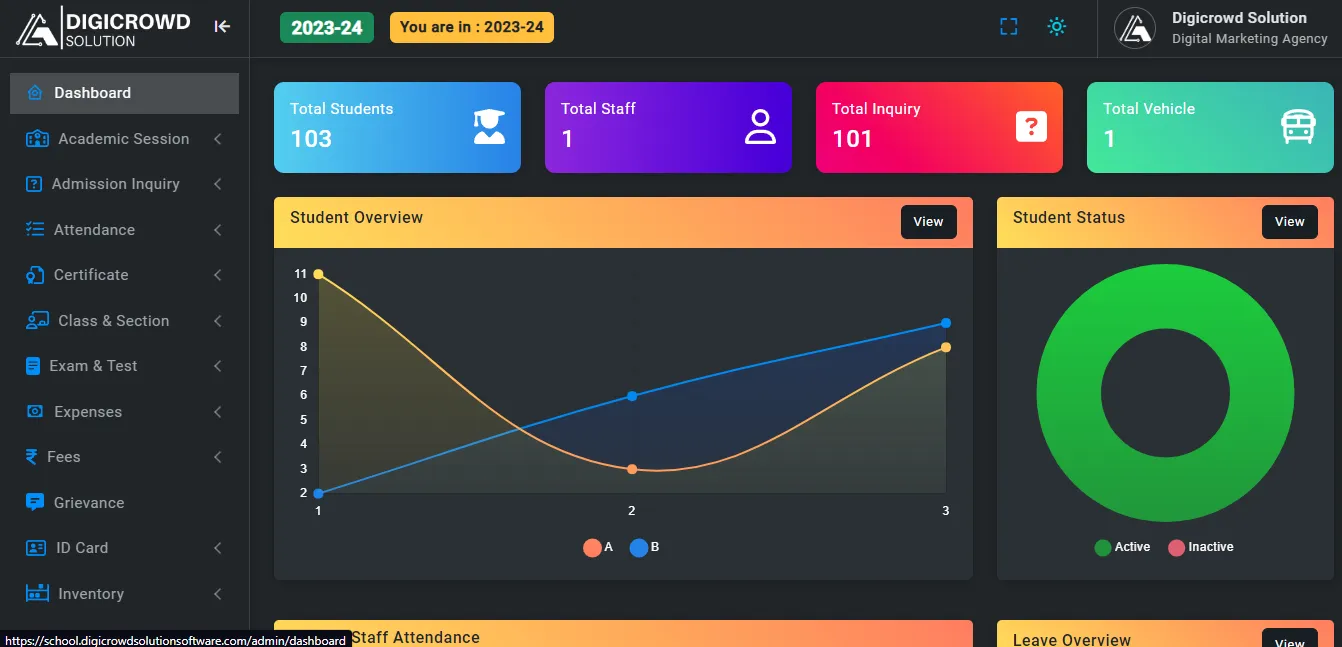 DIGICROWD
SOLUTION
2023-24
You are in : 2023-24
Digicrowd Solution
Digital Marketing Agency
Dashboard
Academic Session
Admission Inquiry
Attendance
Certificate
Class & Section
Exam & Test
Expenses
Fees
Grievance
ID Card
Inventory
https://school.digicrowdsolutionsoftware.com/admin/dashboard
Total Students
103
Total Staff
1
Total Inquiry
101
?
Total Vehicle
1
Student Overview
View
11
10
9
8
7
6
5
4
3
2
1 2 3
A B
Student Status
View
Active Inactive
Staff Attendance
Leave Overview
View